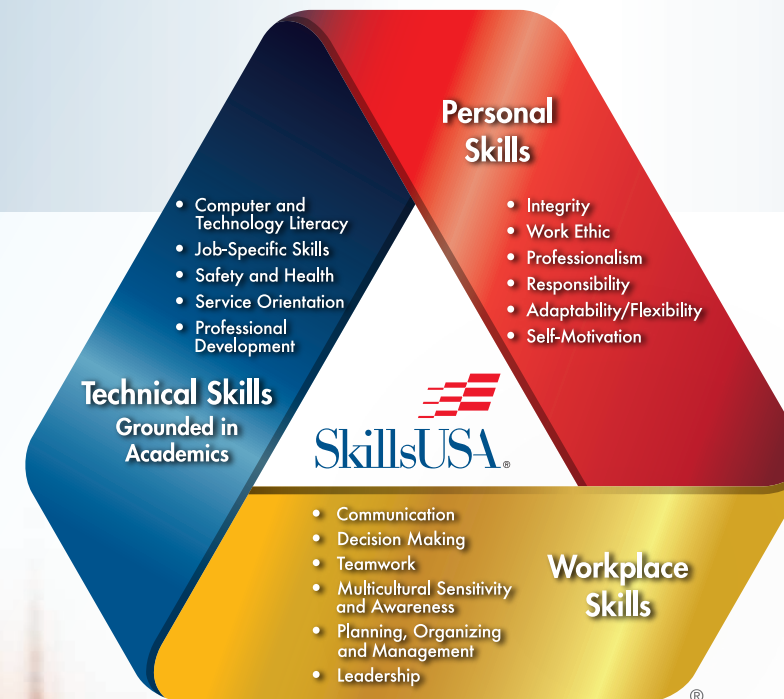 Personal
Skills
• Integrity
• Work Ethic
• Professionalism
• Responsibility
• Adaptability/Flexibility
• Self-Motivation
• Computer and
Technology Literacy
• Job-Specific Skills
• Safety and Health
• Service Orientation
• Professional
Development
Technical Skills
Grounded in
Academics
SkillsUSA®
• Communication
• Decision Making
• Teamwork
• Multicultural Sensitivity
and Awareness
• Planning, Organizing
and Management
• Leadership
Workplace
Skills
®